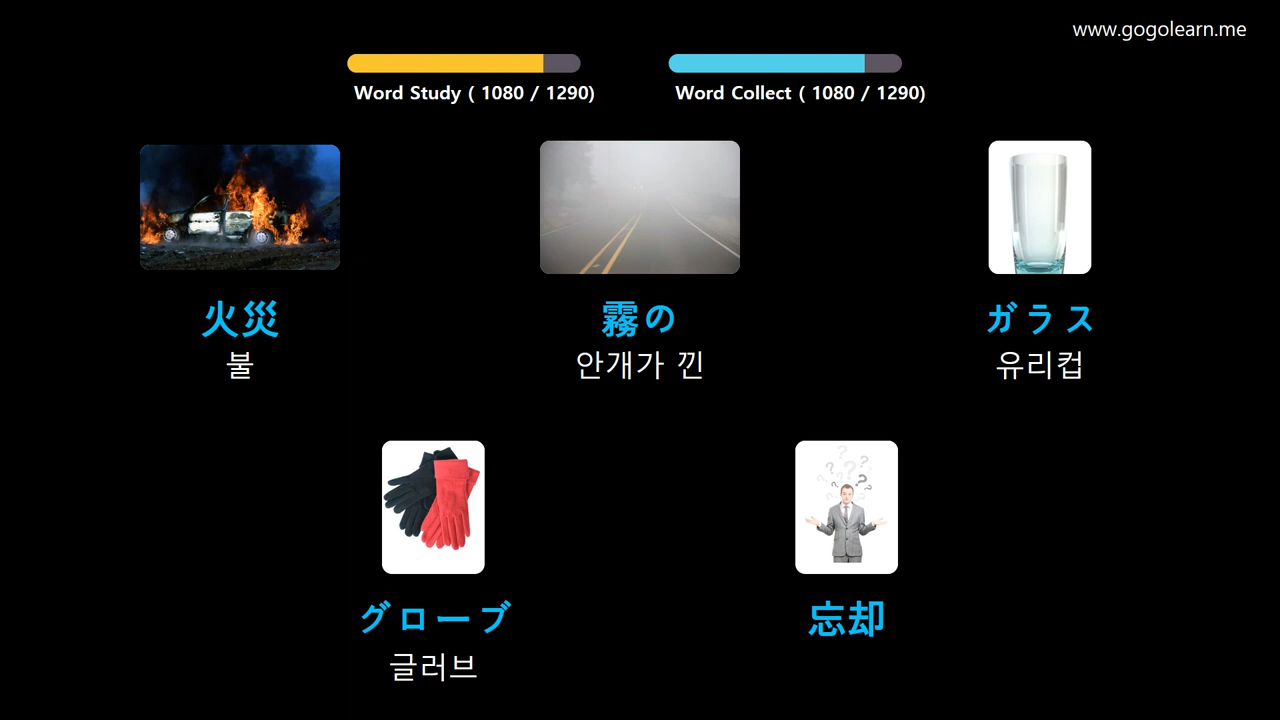 www.gogolearn.me
Word Study ( 1080 / 1290)
Word Collect ( 1080 / 1290)
火災
불
霧の
안개가 낀
ガラス
유리컵
グローブ
글러브
忘却